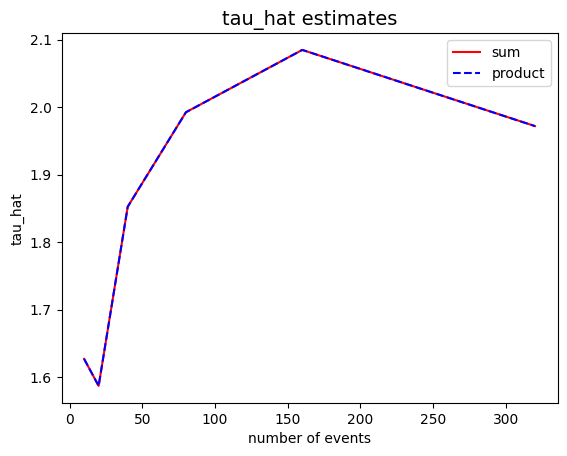 tau_hat estimates
sum
product
2.1
2.0
1.9
1.8
1.7
1.6
tau_hat
0
50
100
150
200
250
300
number of events